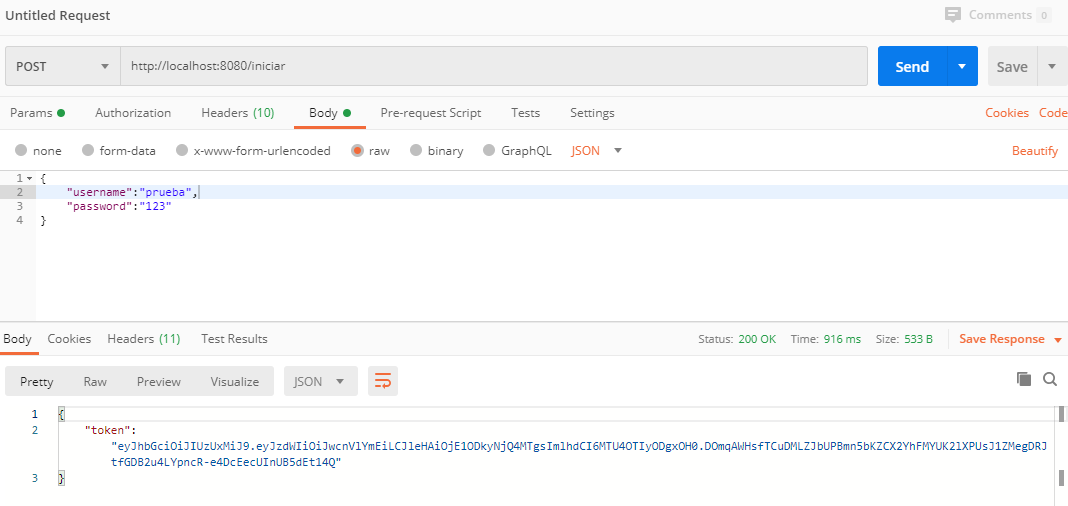 Untitled Request
Comments 0
POST
http://localhost:8080/iniciar
Send
Save
Params
Authorization
Headers (10)
Body
Pre-request Script
Tests
Settings
Cookies
Code
none
form-data
x-www-form-urlencoded
raw
binary
GraphQL
JSON
Beautify
1 {
2 "username":"prueba",
3 "password":"123"
4 }
Body
Cookies
Headers (11)
Test Results
Status: 200 OK
Time: 916 ms
Size: 533 B
Save Response
Pretty
Raw
Preview
Visualize
JSON
1 {
2 "token":
"eyJhbGciOiJIUzUxMiJ9.eyJzdWIiOiJwcnVlYmEiLCJleHAiOjE1ODkyNjQ4MTgsImlhdCI6MTU4OTIyODgxOH0.DOmqAWHsfTCuDMLZJbUPBmn5bKZCX2YhFMYUK2lXPUsJ1ZMegDRJ
tfGDB2u4LYpncR-e4DcEecUInUB5dEt14Q"
3 }